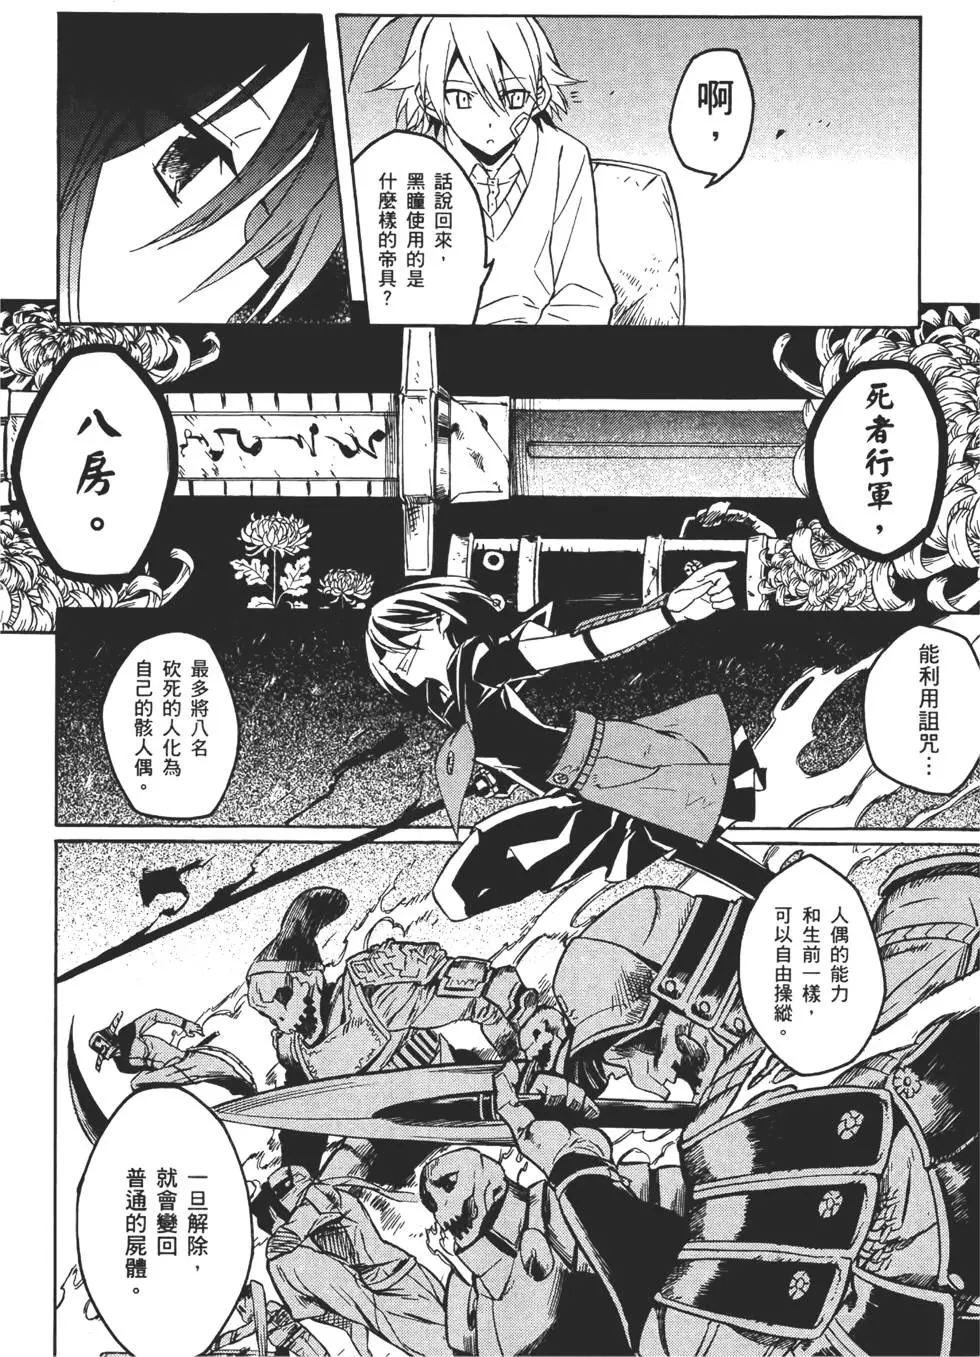 啊，
話說回來，
黑瞳使用的是
什麼樣的帝具？
死者行軍，
八房。
能利用詛咒…
最多將八名
砍死的人化為
自己的骸人偶。
人偶的能力
和生前一樣，
可以自由操縱。
一旦解除，
就會變回
普通的屍體。